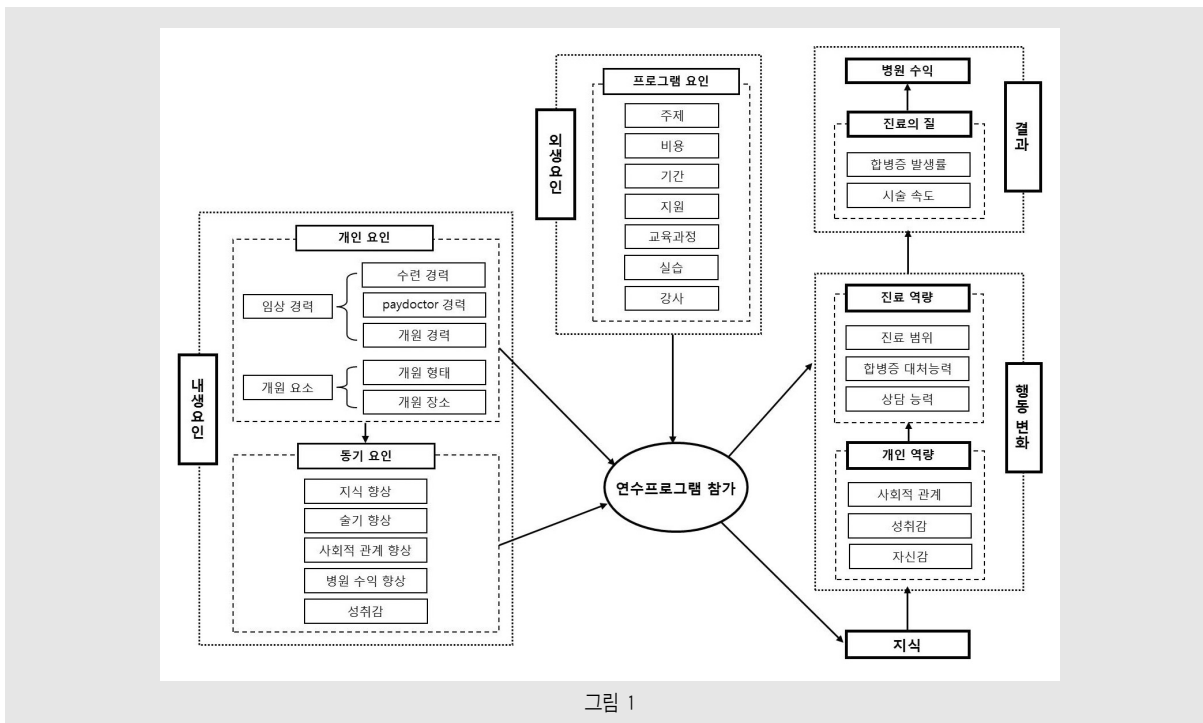 내생요인
개인 요인
임상 경력
수련 경력
paydoctor 경력
개원 경력
개원 요소
개원 형태
개원 장소
동기 요인
지식 향상
술기 향상
사회적 관계 향상
병원 수익 향상
성취감
외생요인
프로그램 요인
주제
비용
기간
지원
교육과정
실습
강사
연수프로그램 참가
병원 수익
진료의 질
합병증 발생률
시술 속도
결과
진료 역량
진료 범위
합병증 대처능력
상담 능력
행동 변화
개인 역량
사회적 관계
성취감
자신감
지식
그림 1